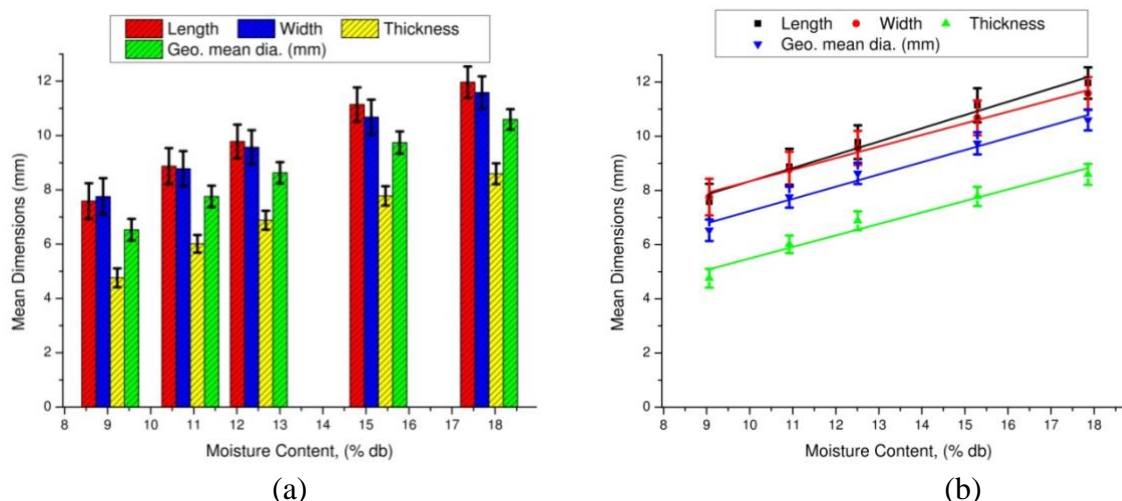 Length Width Thickness
Geo. mean dia. (mm)
12
10
8
6
4
2
0
Mean Dimensions (mm)
8 9 10 11 12 13 14 15 16 17 18
Moisture Content, (% db)
(a)
Length Width Thickness
Geo. mean dia. (mm)
12
10
8
6
4
2
0
Mean Dimensions (mm)
8 9 10 11 12 13 14 15 16 17 18
Moisture Content, (% db)
(b)